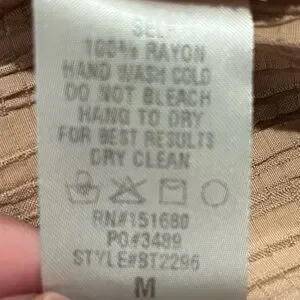 SELF
100% RAYON
HAND WASH COLD
DO NOT BLEACH
HANG TO DRY
FOR BEST RESULTS
DRY CLEAN
RN#151680
PO#3489
STYLE#BT2296
M